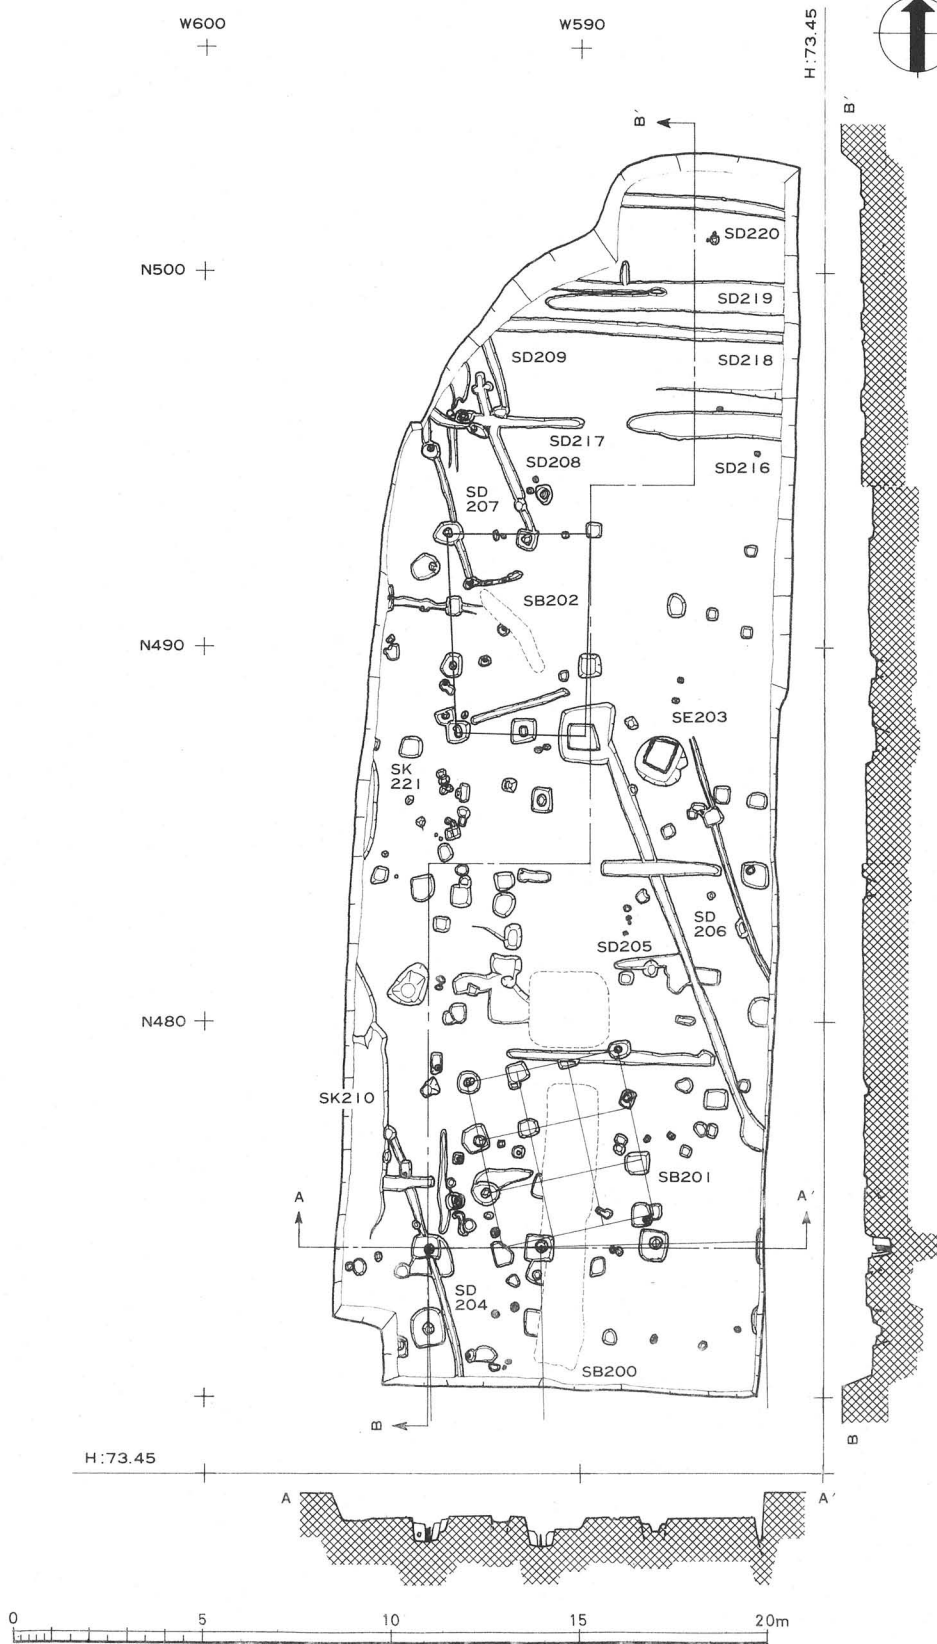 W600
W590
H:73.45
B'
B'
SD220
N500
SD219
SD209
SD218
SD217
SD208
SD216
SD
207
SB202
N490
SE203
SK
221
SD
206
SD205
N480
SK210
SB201
A
A'
SD
204
SB200
B
B
H:73.45
A
A'
0
5
10
15
20m